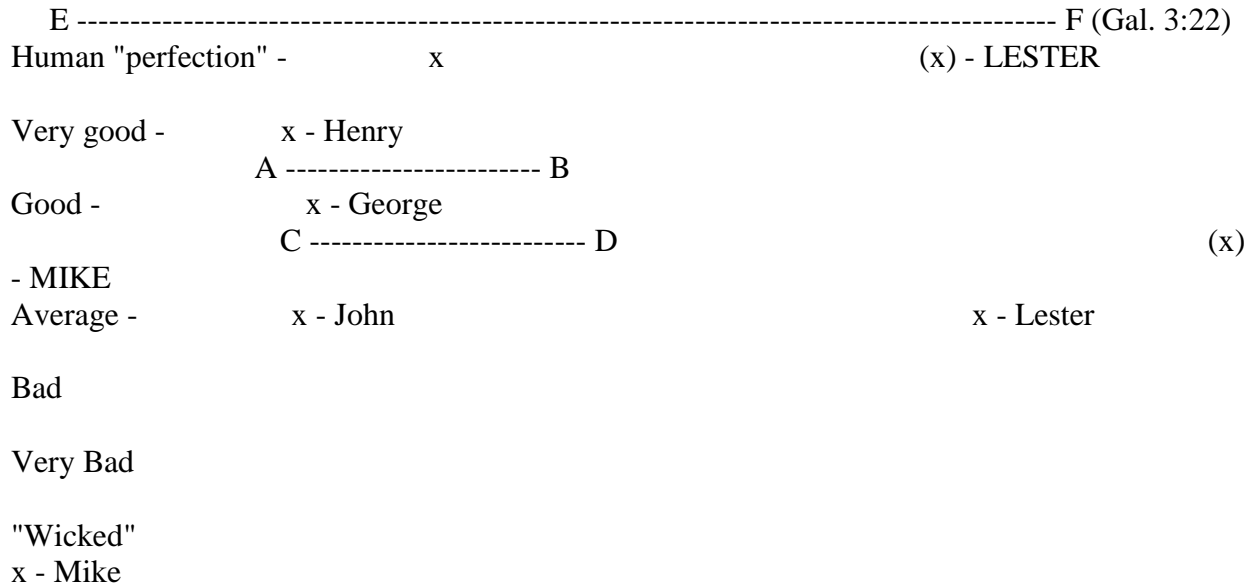 E -------------------------------------------------------------------------------------------- F (Gal. 3:22)
Human "perfection" - x (x) - LESTER
Very good - x - Henry
A ------------------------ B
Good - x - George
C -------------------------- D (x)
- MIKE
Average - x - John x - Lester
Bad
Very Bad
"Wicked"
x - Mike